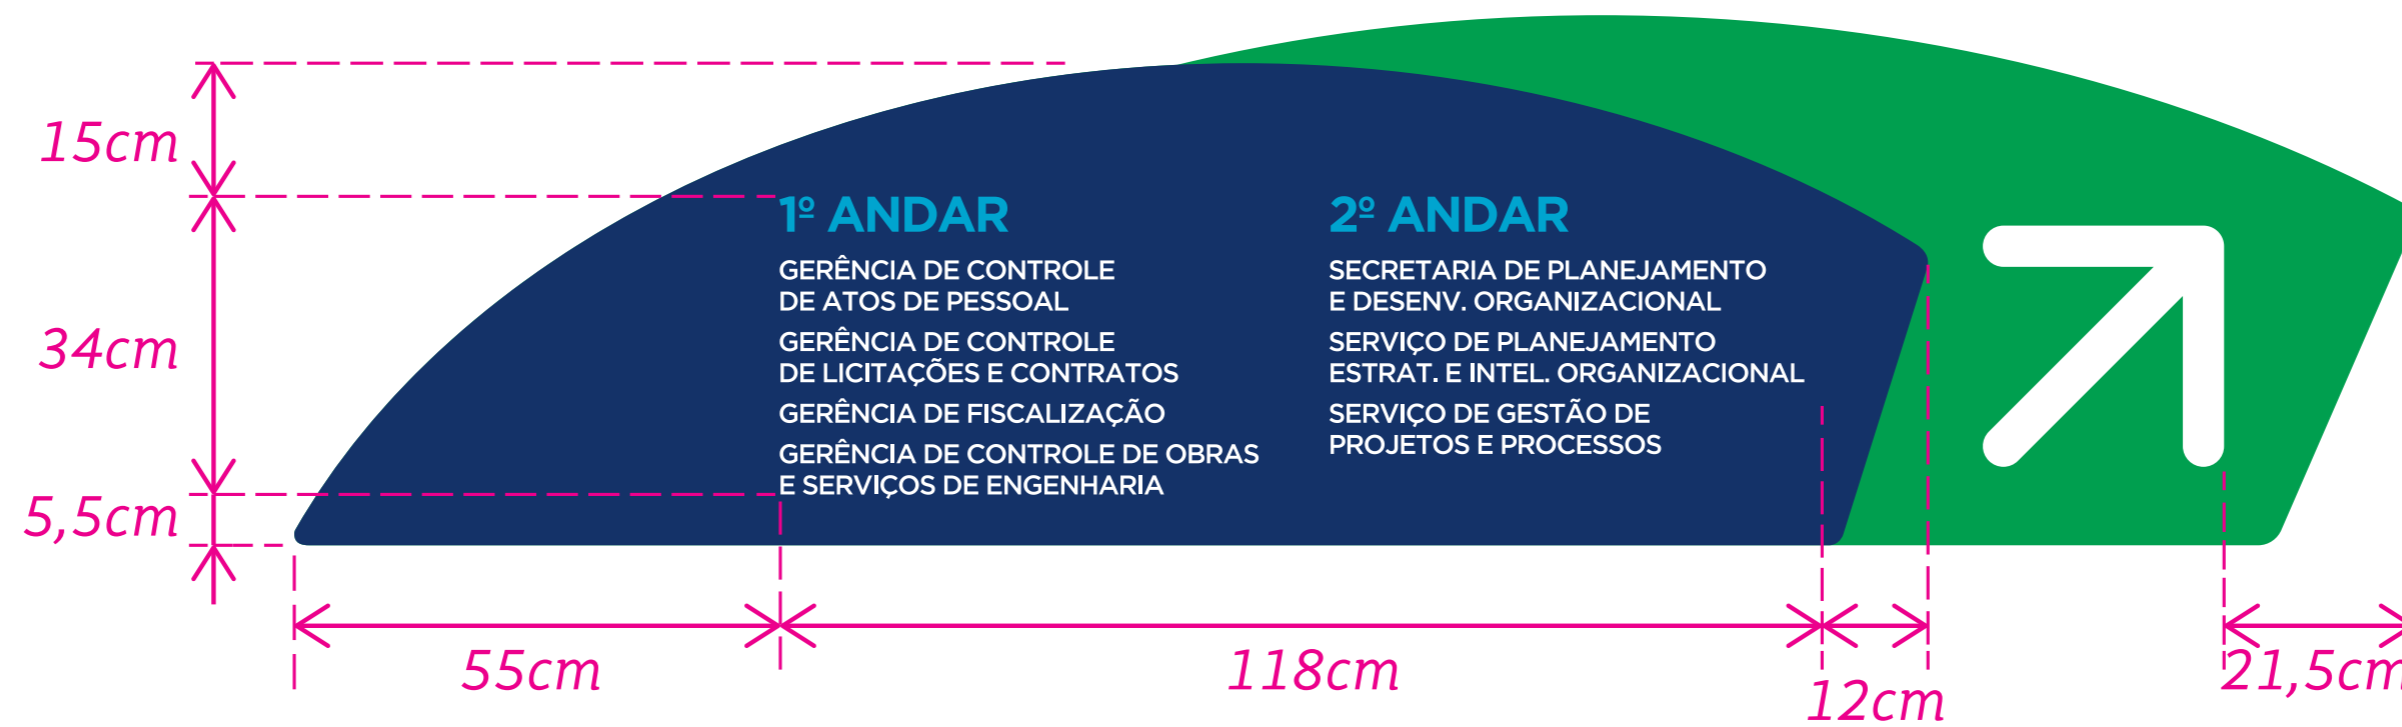 15cm
34cm
5,5cm
1º ANDAR
GERÊNCIA DE CONTROLE
DE ATOS DE PESSOAL
GERÊNCIA DE CONTROLE
DE LICITAÇÕES E CONTRATOS
GERÊNCIA DE FISCALIZAÇÃO
GERÊNCIA DE CONTROLE DE OBRAS
E SERVIÇOS DE ENGENHARIA
2º ANDAR
SECRETARIA DE PLANEJAMENTO
E DESENV. ORGANIZACIONAL
SERVIÇO DE PLANEJAMENTO
ESTRAT. E INTEL. ORGANIZACIONAL
SERVIÇO DE GESTÃO DE
PROJETOS E PROCESSOS
55cm
118cm
12cm
21,5cm